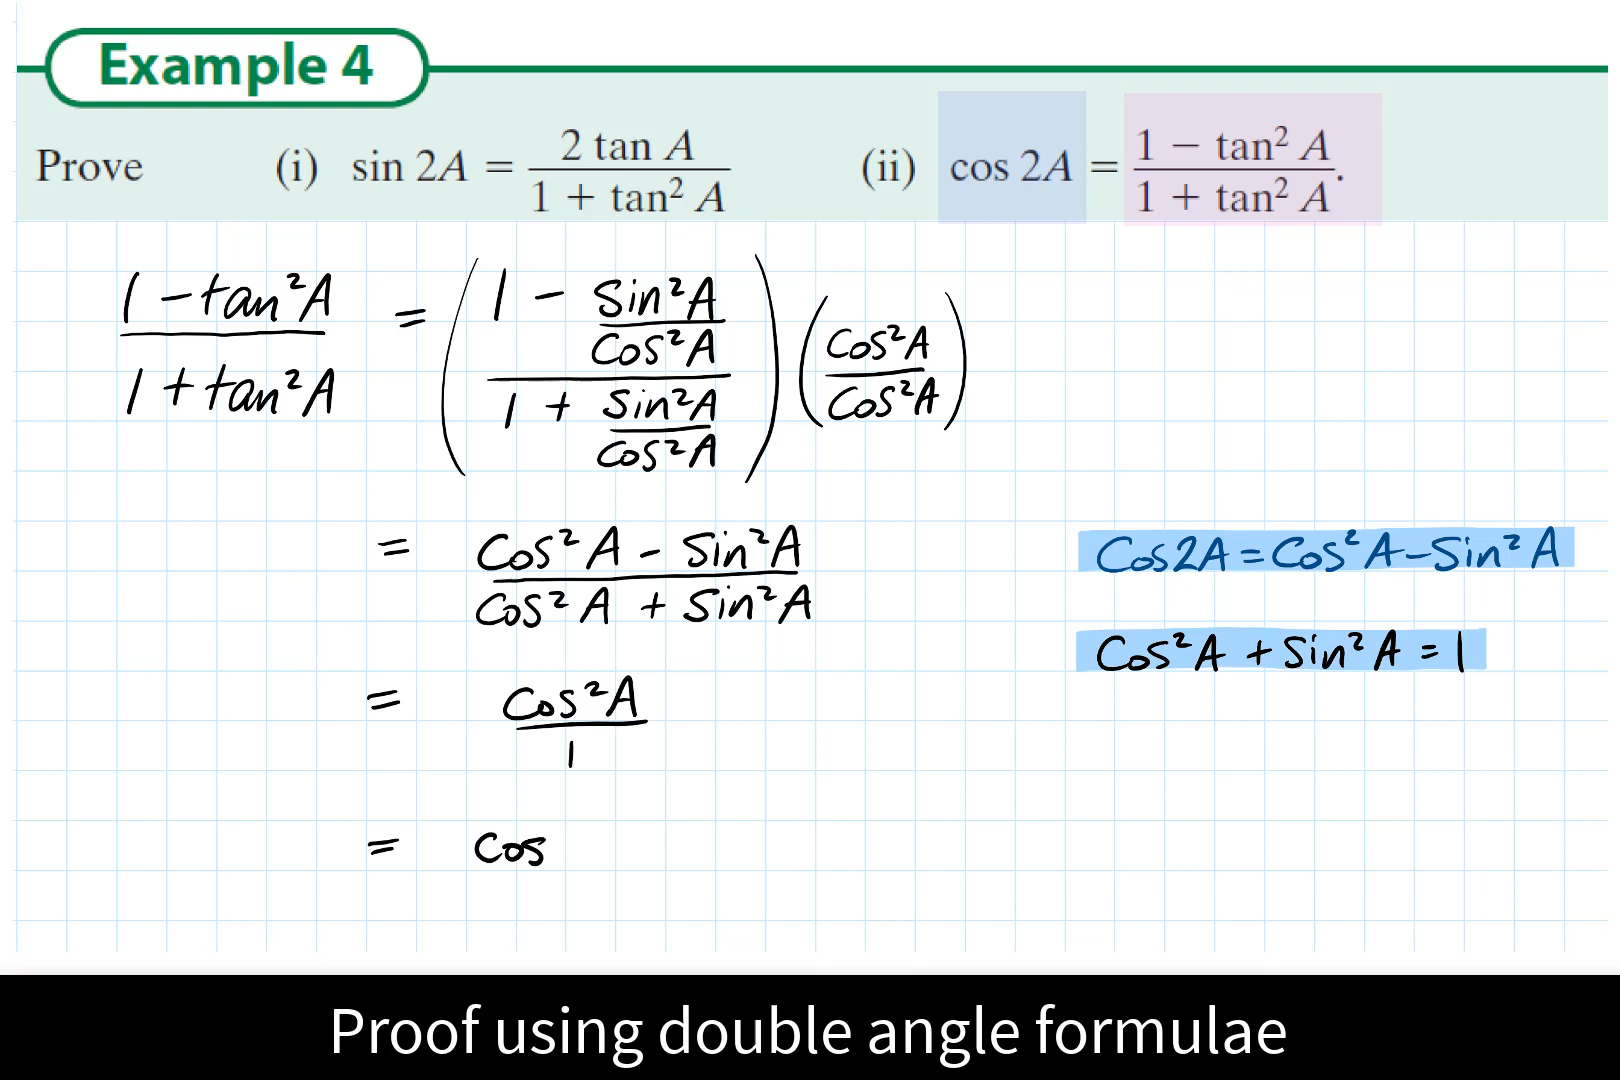 Example 4
Prove (i) sin 2A = 2 tan A / 1 + tan² A (ii) cos 2A = 1 − tan² A / 1 + tan² A.
1 − tan²A / 1 + tan²A = (1 − Sin²A/Cos²A / 1 + Sin²A/Cos²A) (Cos²A / Cos²A)
= Cos²A − Sin²A / Cos²A + Sin²A
Cos2A = Cos²A − Sin²A
Cos²A + Sin²A = 1
= Cos²A / 1
= Cos
Proof using double angle formulae